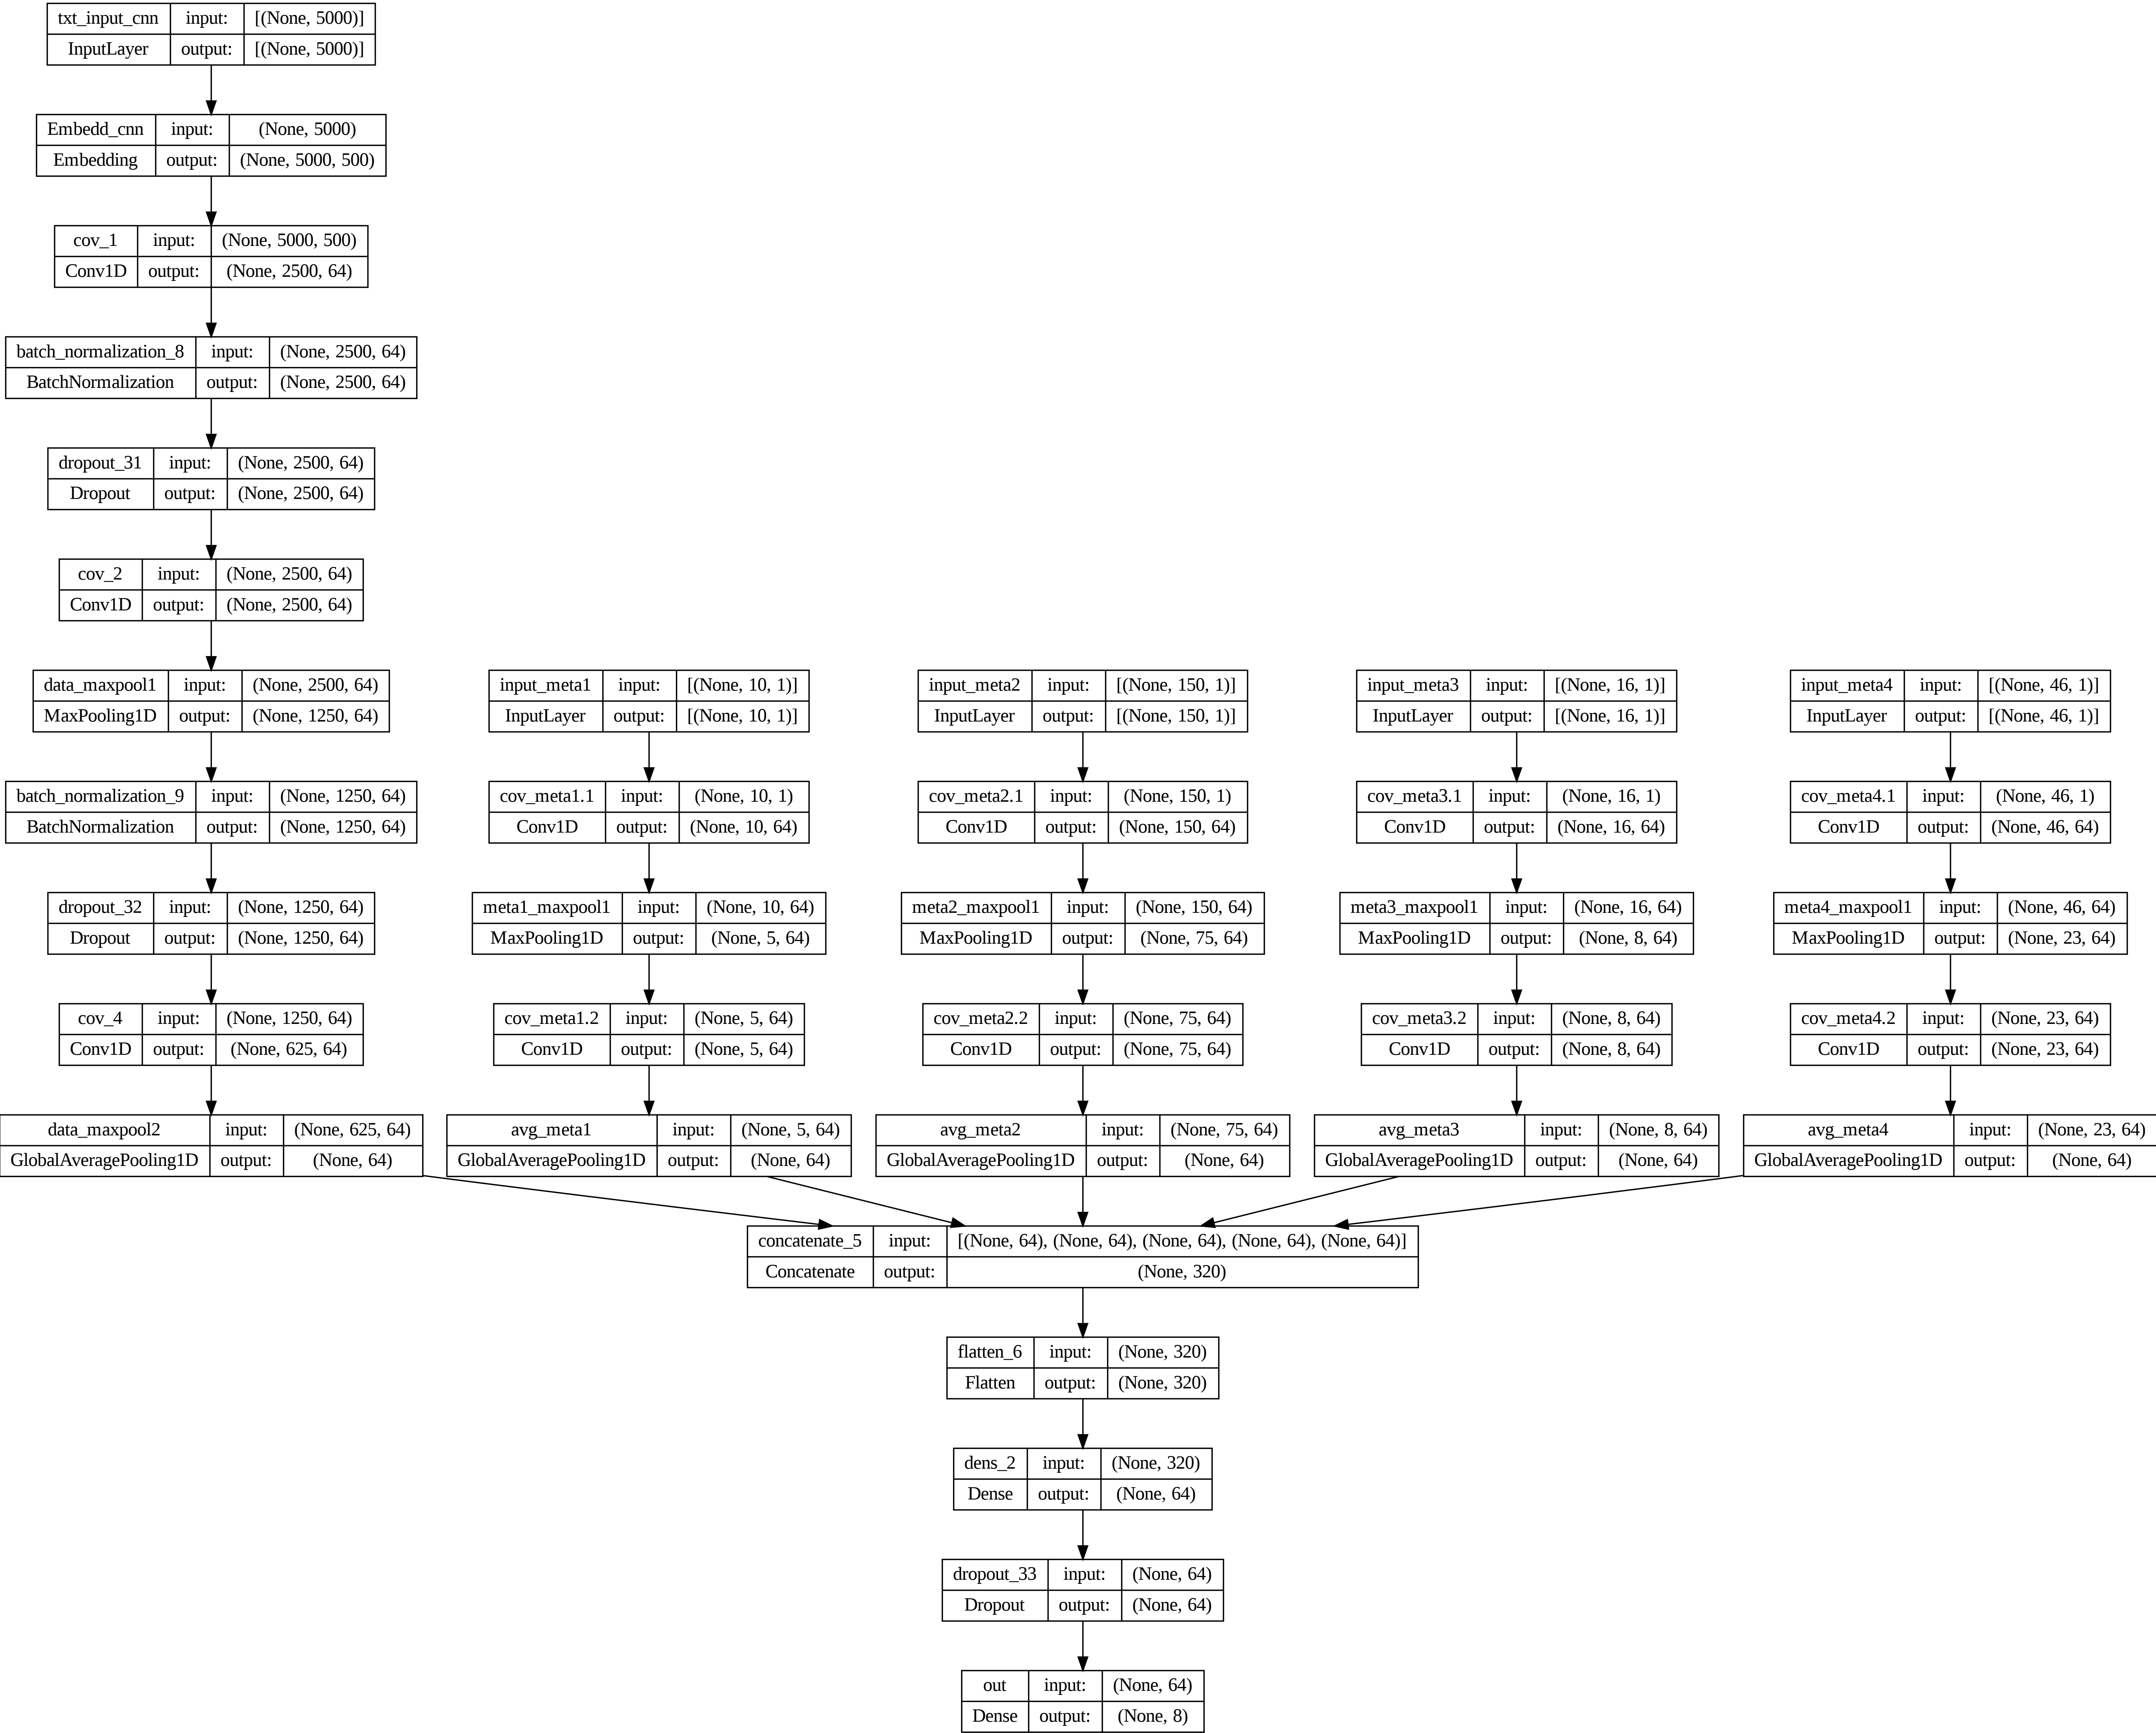 txt_input_cnn input: [(None, 5000)]
InputLayer output: [(None, 5000)]
Embedd_cnn input: (None, 5000)
Embedding output: (None, 5000, 500)
cov_1 input: (None, 5000, 500)
Conv1D output: (None, 2500, 64)
batch_normalization_8 input: (None, 2500, 64)
BatchNormalization output: (None, 2500, 64)
dropout_31 input: (None, 2500, 64)
Dropout output: (None, 2500, 64)
cov_2 input: (None, 2500, 64)
Conv1D output: (None, 2500, 64)
data_maxpool1 input: (None, 2500, 64)
MaxPooling1D output: (None, 1250, 64)
batch_normalization_9 input: (None, 1250, 64)
BatchNormalization output: (None, 1250, 64)
dropout_32 input: (None, 1250, 64)
Dropout output: (None, 1250, 64)
cov_4 input: (None, 1250, 64)
Conv1D output: (None, 625, 64)
data_maxpool2 input: (None, 625, 64)
GlobalAveragePooling1D output: (None, 64)
input_meta1 input: [(None, 10, 1)]
InputLayer output: [(None, 10, 1)]
cov_meta1.1 input: (None, 10, 1)
Conv1D output: (None, 10, 64)
meta1_maxpool1 input: (None, 10, 64)
MaxPooling1D output: (None, 5, 64)
cov_meta1.2 input: (None, 5, 64)
Conv1D output: (None, 5, 64)
avg_meta1 input: (None, 5, 64)
GlobalAveragePooling1D output: (None, 64)
input_meta2 input: [(None, 150, 1)]
InputLayer output: [(None, 150, 1)]
cov_meta2.1 input: (None, 150, 1)
Conv1D output: (None, 150, 64)
meta2_maxpool1 input: (None, 150, 64)
MaxPooling1D output: (None, 75, 64)
cov_meta2.2 input: (None, 75, 64)
Conv1D output: (None, 75, 64)
avg_meta2 input: (None, 75, 64)
GlobalAveragePooling1D output: (None, 64)
input_meta3 input: [(None, 16, 1)]
InputLayer output: [(None, 16, 1)]
cov_meta3.1 input: (None, 16, 1)
Conv1D output: (None, 16, 64)
meta3_maxpool1 input: (None, 16, 64)
MaxPooling1D output: (None, 8, 64)
cov_meta3.2 input: (None, 8, 64)
Conv1D output: (None, 8, 64)
avg_meta3 input: (None, 8, 64)
GlobalAveragePooling1D output: (None, 64)
input_meta4 input: [(None, 46, 1)]
InputLayer output: [(None, 46, 1)]
cov_meta4.1 input: (None, 46, 1)
Conv1D output: (None, 46, 64)
meta4_maxpool1 input: (None, 46, 64)
MaxPooling1D output: (None, 23, 64)
cov_meta4.2 input: (None, 23, 64)
Conv1D output: (None, 23, 64)
avg_meta4 input: (None, 23, 64)
GlobalAveragePooling1D output: (None, 64)
concatenate_5 input: [(None, 64), (None, 64), (None, 64), (None, 64), (None, 64)]
Concatenate output: (None, 320)
flatten_6 input: (None, 320)
Flatten output: (None, 320)
dens_2 input: (None, 320)
Dense output: (None, 64)
dropout_33 input: (None, 64)
Dropout output: (None, 64)
out input: (None, 64)
Dense output: (None, 8)